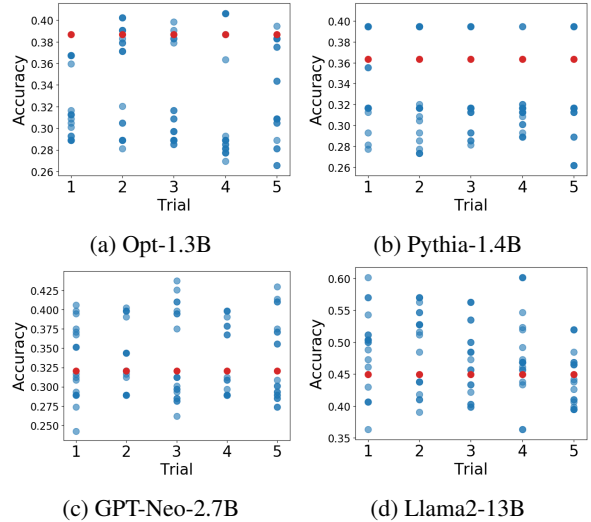 0.40
0.38
0.36
0.34
0.32
0.30
0.28
0.26
Accuracy
1 2 3 4 5
Trial
(a) Opt-1.3B
0.40
0.38
0.36
0.34
0.32
0.30
0.28
0.26
Accuracy
1 2 3 4 5
Trial
(b) Pythia-1.4B
0.425
0.400
0.375
0.350
0.325
0.300
0.275
0.250
Accuracy
1 2 3 4 5
Trial
(c) GPT-Neo-2.7B
0.60
0.55
0.50
0.45
0.40
0.35
Accuracy
1 2 3 4 5
Trial
(d) Llama2-13B